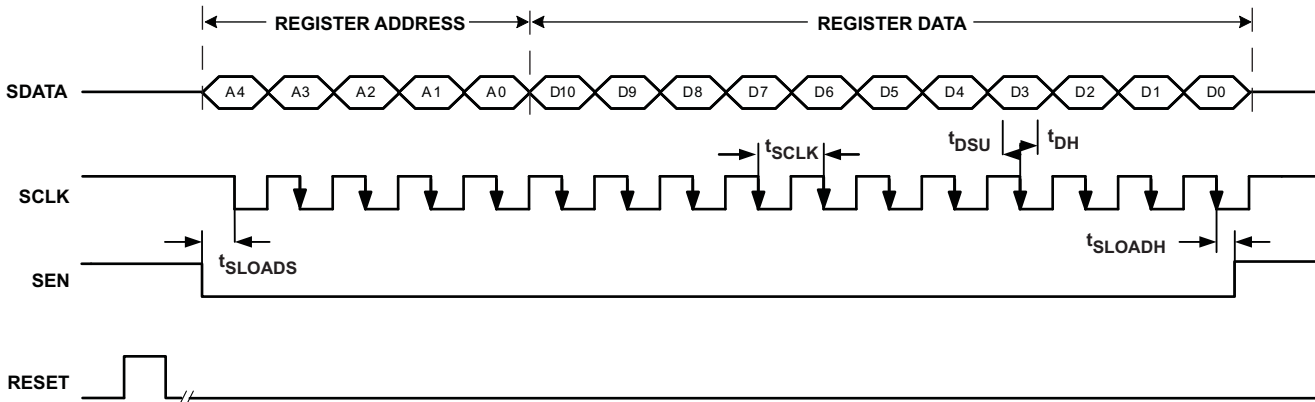 REGISTER ADDRESS REGISTER DATA
SDATA A4 A3 A2 A1 A0 D10 D9 D8 D7 D6 D5 D4 D3 D2 D1 D0
tSCLK tDSU tDH
SCLK
tSLOADS tSLOADH
SEN
RESET